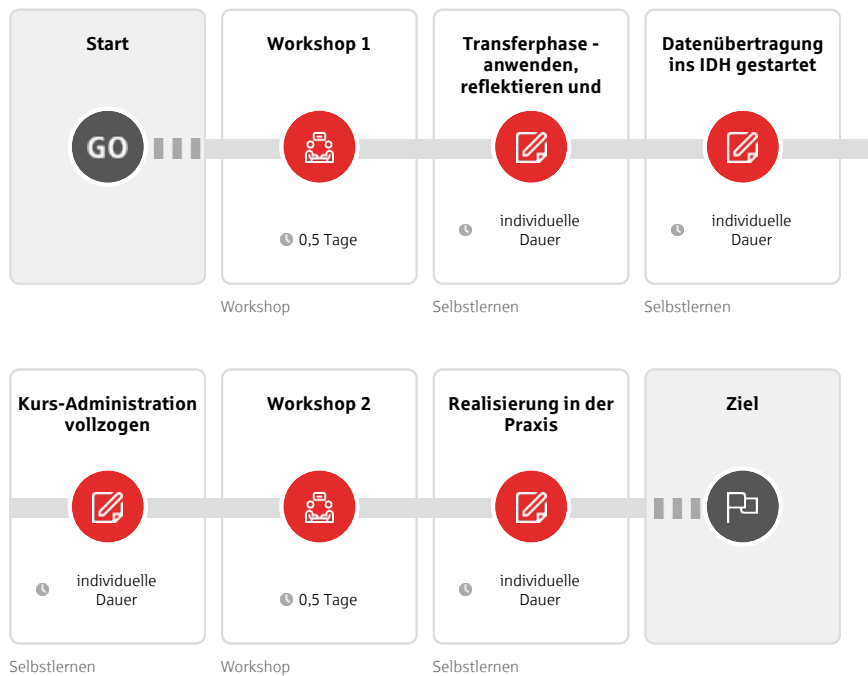 Start
GO
Workshop 1
0,5 Tage
Workshop
Transferphase -
anwenden,
reflektieren und
individuelle
Dauer
Selbstlernen
Datenübertragung
ins IDH gestartet
individuelle
Dauer
Selbstlernen
Kurs-Administration
vollzogen
individuelle
Dauer
Selbstlernen
Workshop 2
0,5 Tage
Workshop
Realisierung in der
Praxis
individuelle
Dauer
Selbstlernen
Ziel